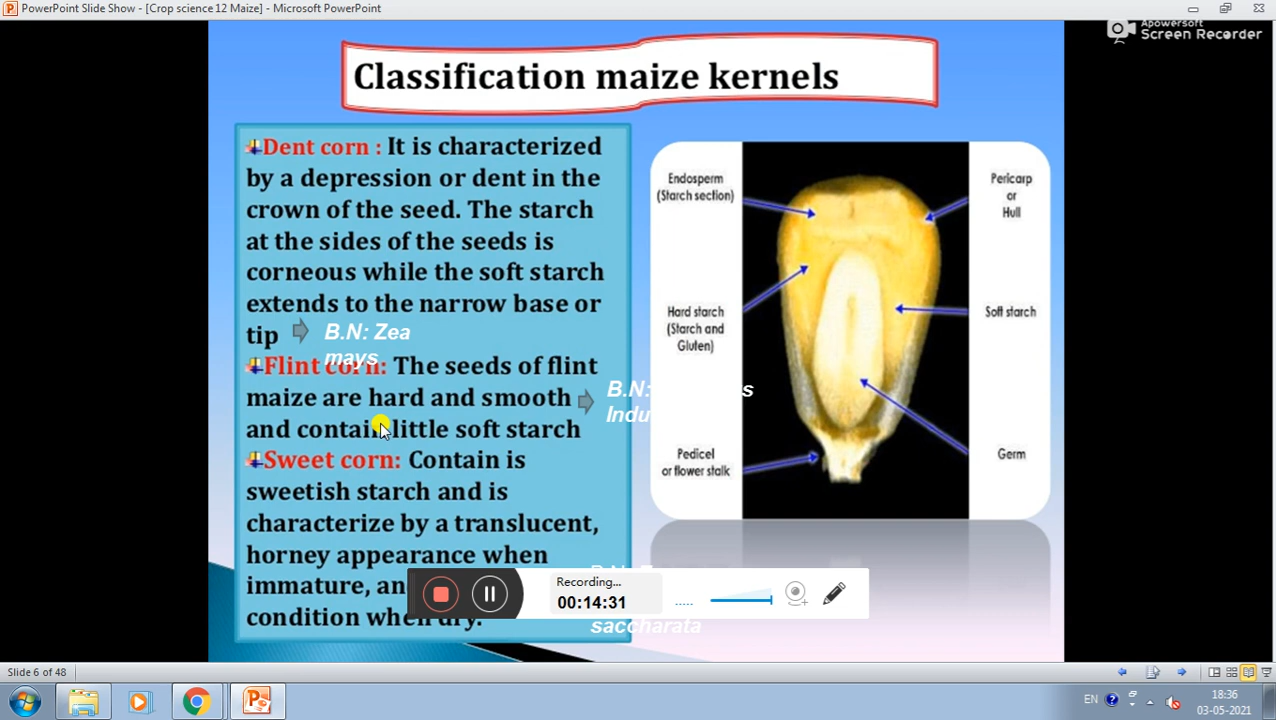 PowerPoint Slide Show - [Crop science 12 Maize] - Microsoft PowerPoint
Apowersoft
Screen Recorder
Classification maize kernels
Dent corn : It is characterized
by a depression or dent in the
crown of the seed. The starch
at the sides of the seeds is
corneous while the soft starch
extends to the narrow base or
tip
B.N: Zea
mays
Flint corn: The seeds of flint
maize are hard and smooth
and contain little soft starch
B.N:
Sweet corn: Contain is
sweetish starch and is
characterize by a translucent,
horney appearance when
immature,
condition when dry.
saccharata
Endosperm
(Starch section)
Hard starch
(Starch and
Gluten)
Pedicel
or flower stalk
Pericarp
or
Hull
Soft starch
Germ
Recording...
00:14:31
Slide 6 of 48
EN
18:36
03-05-2021